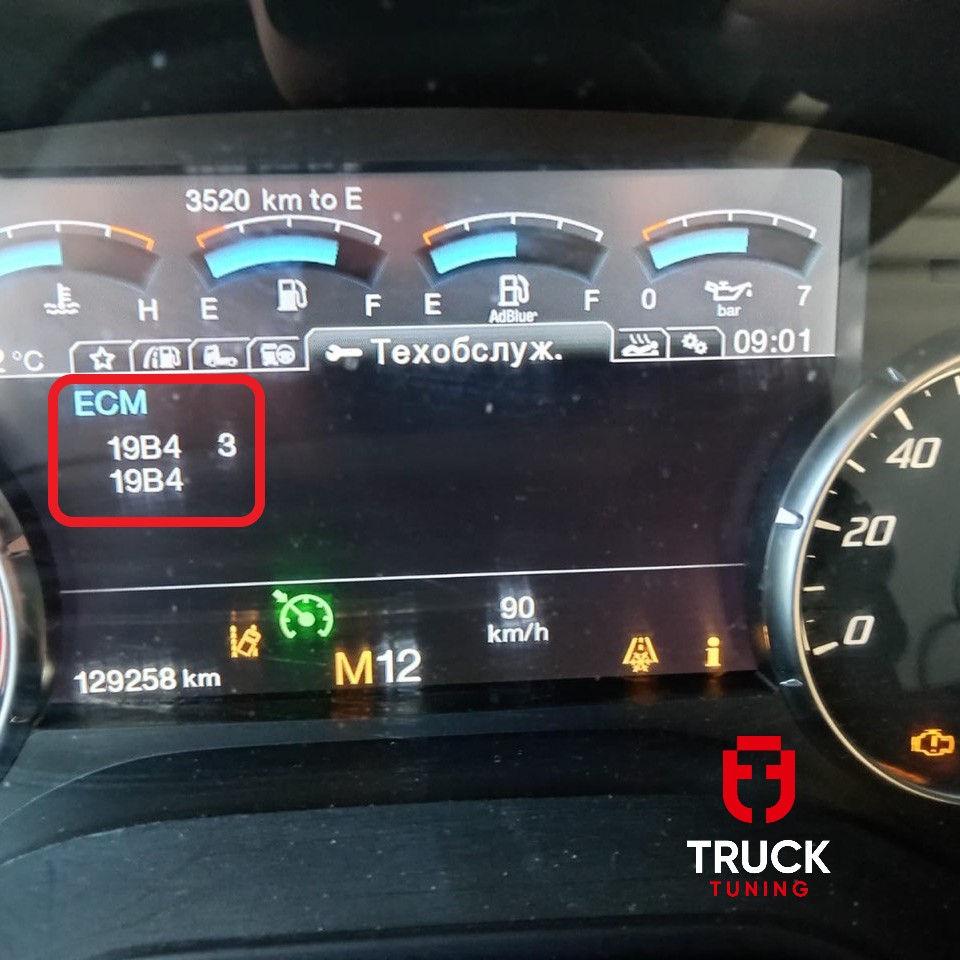 3520 km to E
H
E
F
E
AdBlue
F
0
bar
7
°C
Техобслуж.
09:01
ECM
19B4 3
19B4
40
20
0
90
km/h
M12
129258 km
TRUCK
TUNING